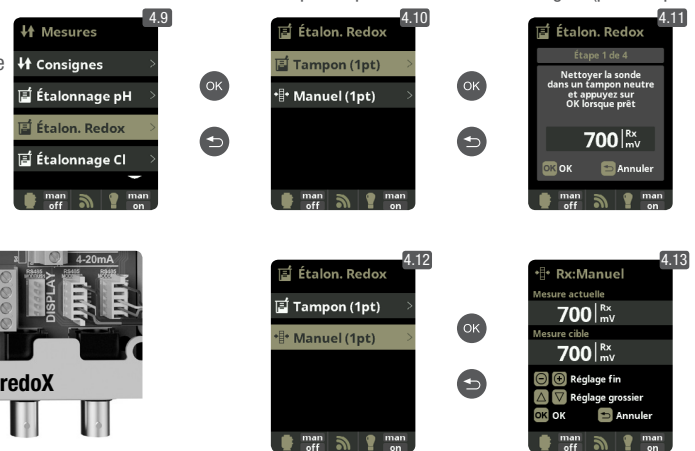 4.9
Mesures
Consignes
Étalonnage pH
Étalon. Redox
Étalonnage Cl
man off
man on
OK
4.10
Étalon. Redox
Tampon (1pt)
Manuel (1pt)
man off
man on
OK
4.11
Étalon. Redox
Étape 1 de 4
Nettoyer la sonde
dans un tampon neutre
et appuyez sur
OK lorsque prêt
700 Rx mV
OK OK Annuler
man off
man on
4-20mA
RS485
RS485
RS485
DISPLAY
redoX
4.12
Étalon. Redox
Tampon (1pt)
Manuel (1pt)
man off
man on
OK
4.13
Rx:Manuel
Mesure actuelle
700 Rx mV
Mesure cible
700 Rx mV
Réglage fin
Réglage grossier
OK OK Annuler
man off
man on